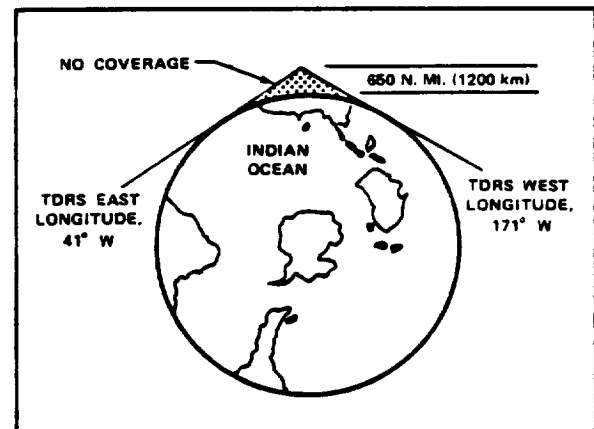 NO COVERAGE
650 N. MI. (1200 km)
INDIAN
OCEAN
TDRS EAST
LONGITUDE,
41° W
TDRS WEST
LONGITUDE,
171° W